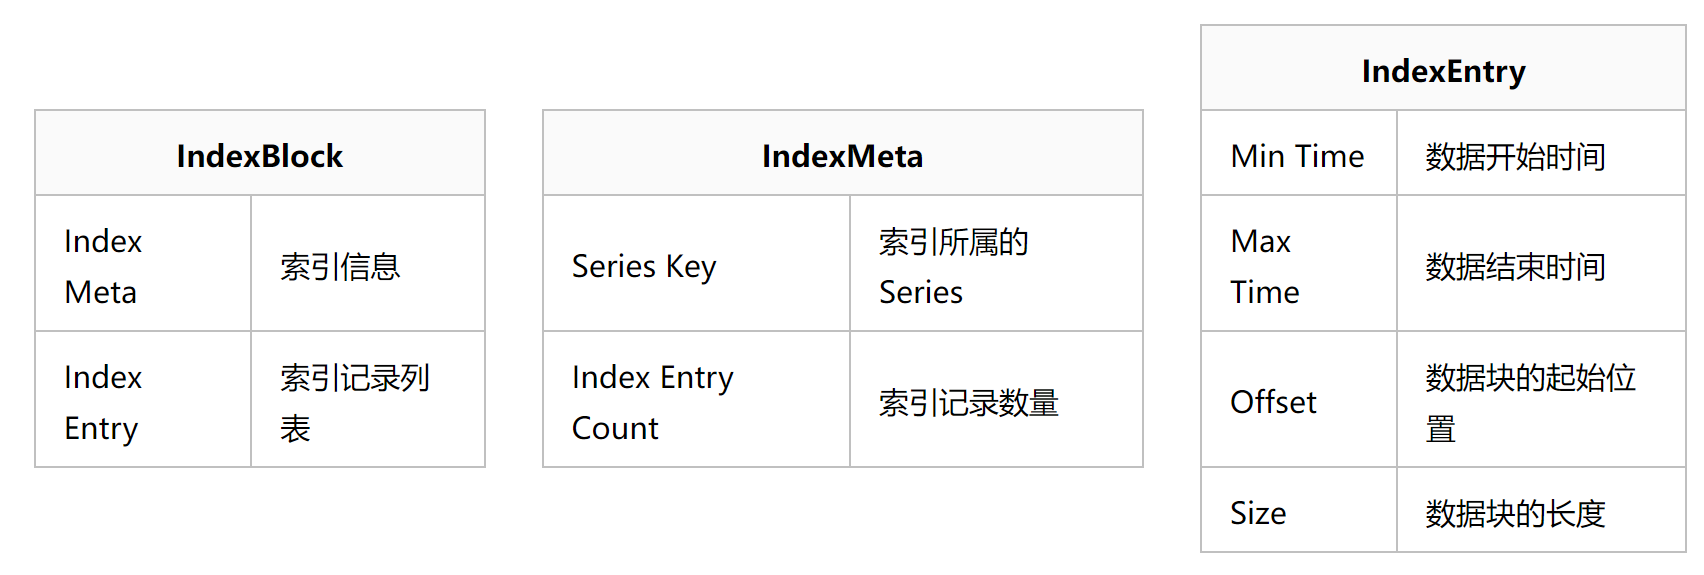 IndexBlock
Index
Meta
索引信息
Index
Entry
索引记录列
表
IndexMeta
Series Key
索引所属的
Series
Index Entry
Count
索引记录数量
IndexEntry
Min Time
数据开始时间
Max
Time
数据结束时间
Offset
数据块的起始位
置
Size
数据块的长度